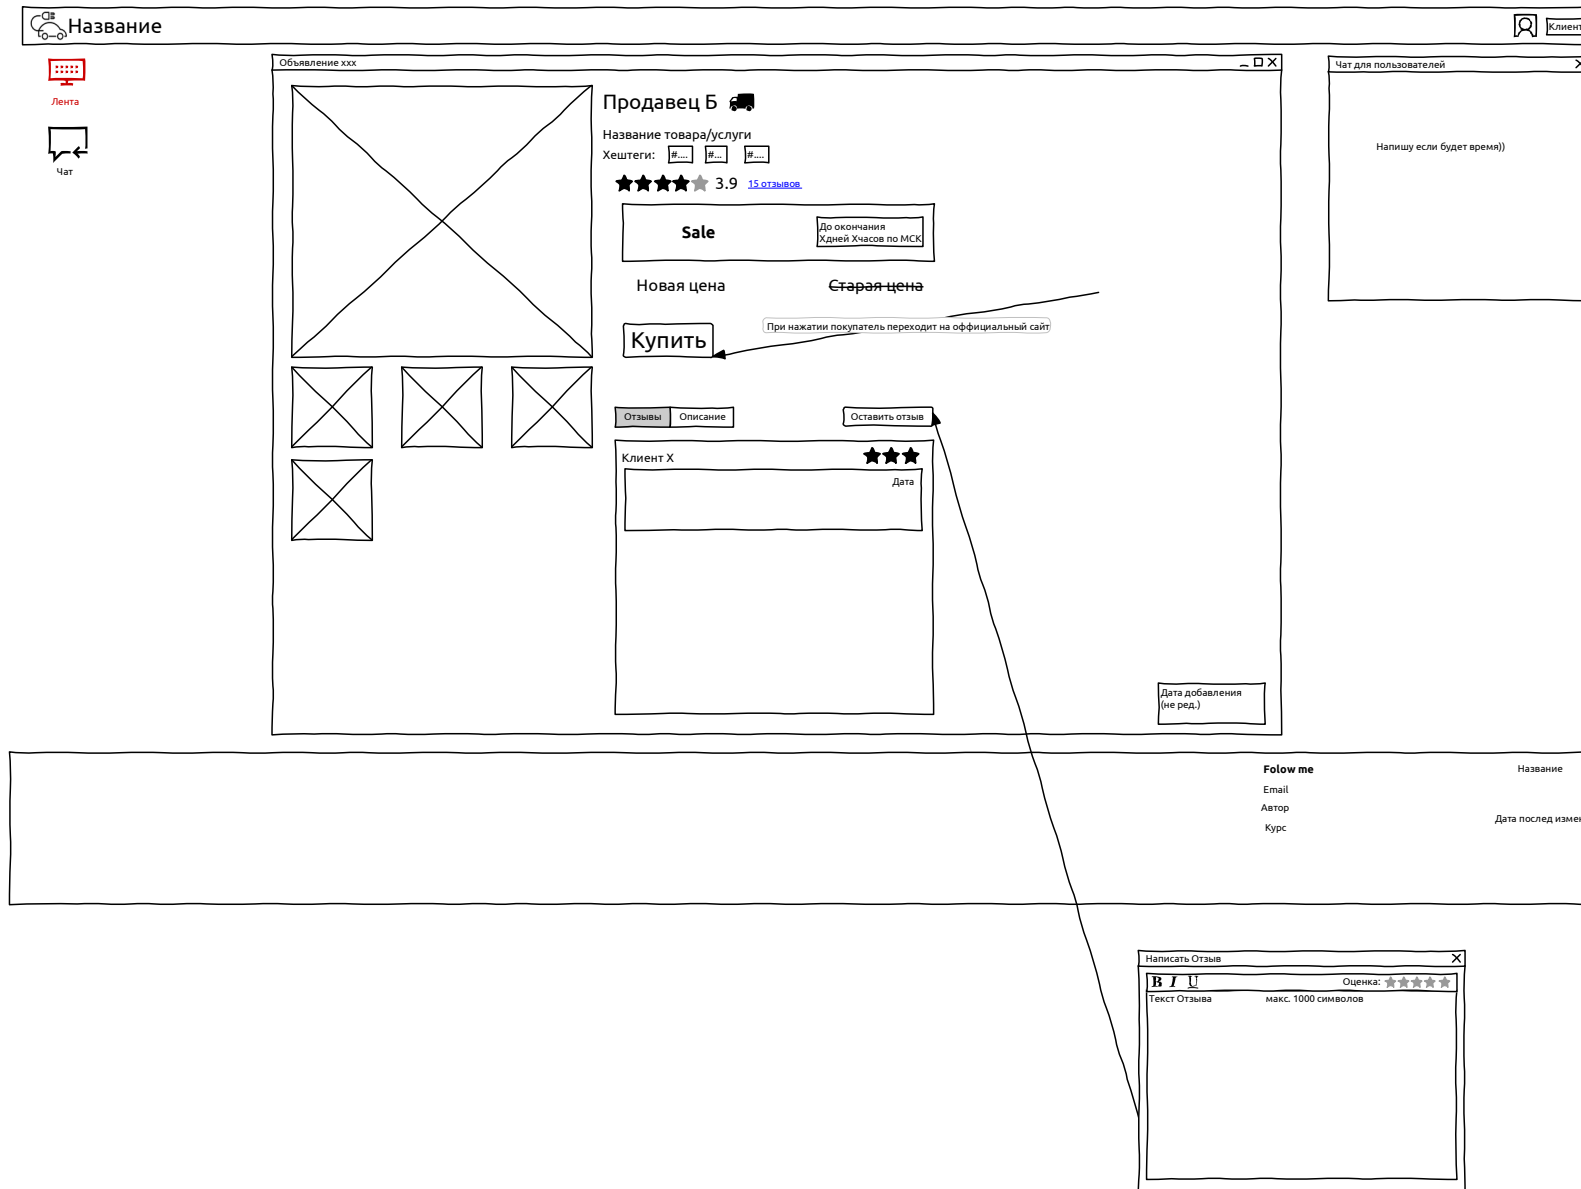 Название
Клиент
Лента
Чат
Объявление xxx
Чат для пользователей
Напишу если будет время))
Продавец Б
Название товара/услуги
Хештеги: #.... #... #....
3.9 15 отзывов
Sale
До окончания
Хдней Хчасов по МСК
Новая цена Старая цена
При нажатии покупатель переходит на оффициальный сайт
Купить
Отзывы Описание Оставить отзыв
Клиент X
Дата
Дата добавления
(не ред.)
Folow me
Email
Автор
Курс
Название
Дата послед измен
Написать Отзыв
B I U Оценка:
Текст Отзыва макс. 1000 символов